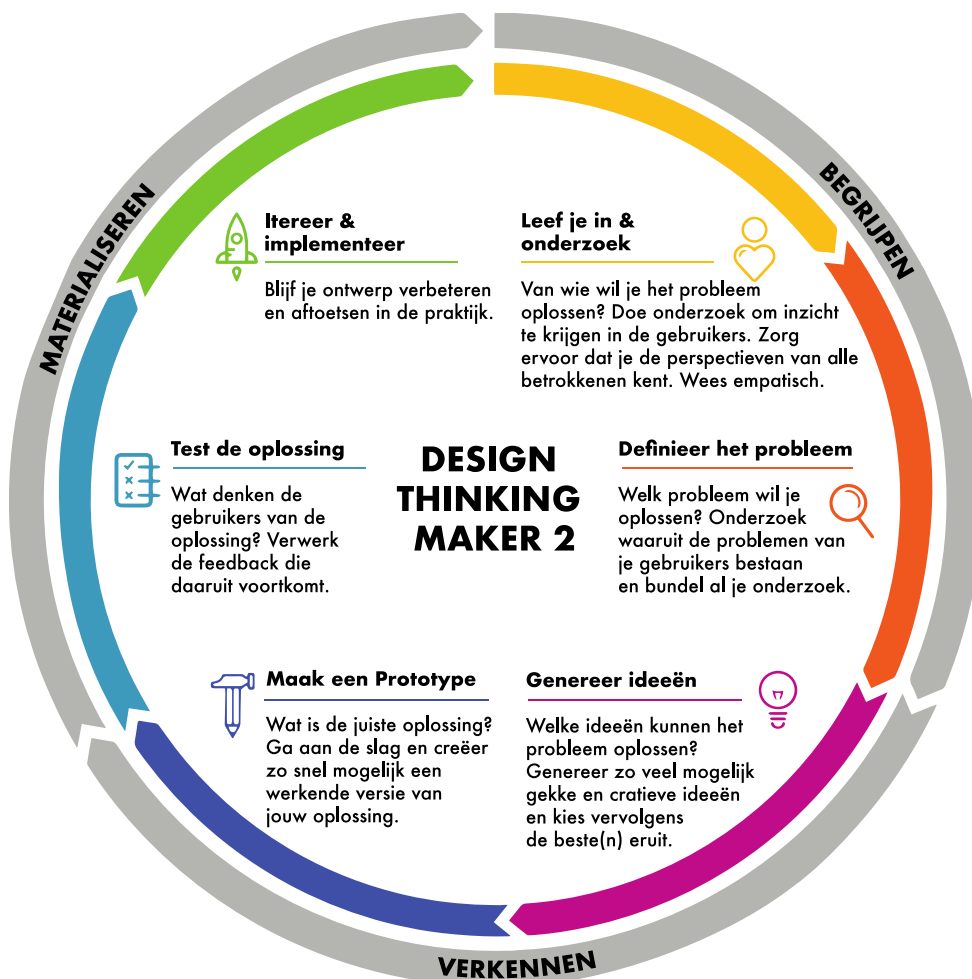 BEGRIJPEN
Leef je in &
onderzoek
Van wie wil je het probleem
oplossen? Doe onderzoek om inzicht
te krijgen in de gebruikers. Zorg
ervoor dat je de perspectieven van alle
betrokkenen kent. Wees empatisch.
Definieer het probleem
Welk probleem wil je
oplossen? Onderzoek
waaruit de problemen van
je gebruikers bestaan
en bundel al je onderzoek.
VERKENNEN
Genereer ideeën
Welke ideeën kunnen het
probleem oplossen?
Genereer zo veel mogelijk
gekke en cratieve ideeën
en kies vervolgens
de beste(n) eruit.
Maak een Prototype
Wat is de juiste oplossing?
Ga aan de slag en creëer
zo snel mogelijk een
werkende versie van
jouw oplossing.
MATERIALISEREN
Test de oplossing
Wat denken de
gebruikers van de
oplossing? Verwerk
de feedback die
daaruit voortkomt.
Itereer &
implementeer
Blijf je ontwerp verbeteren
en aftoetsen in de praktijk.
DESIGN
THINKING
MAKER 2